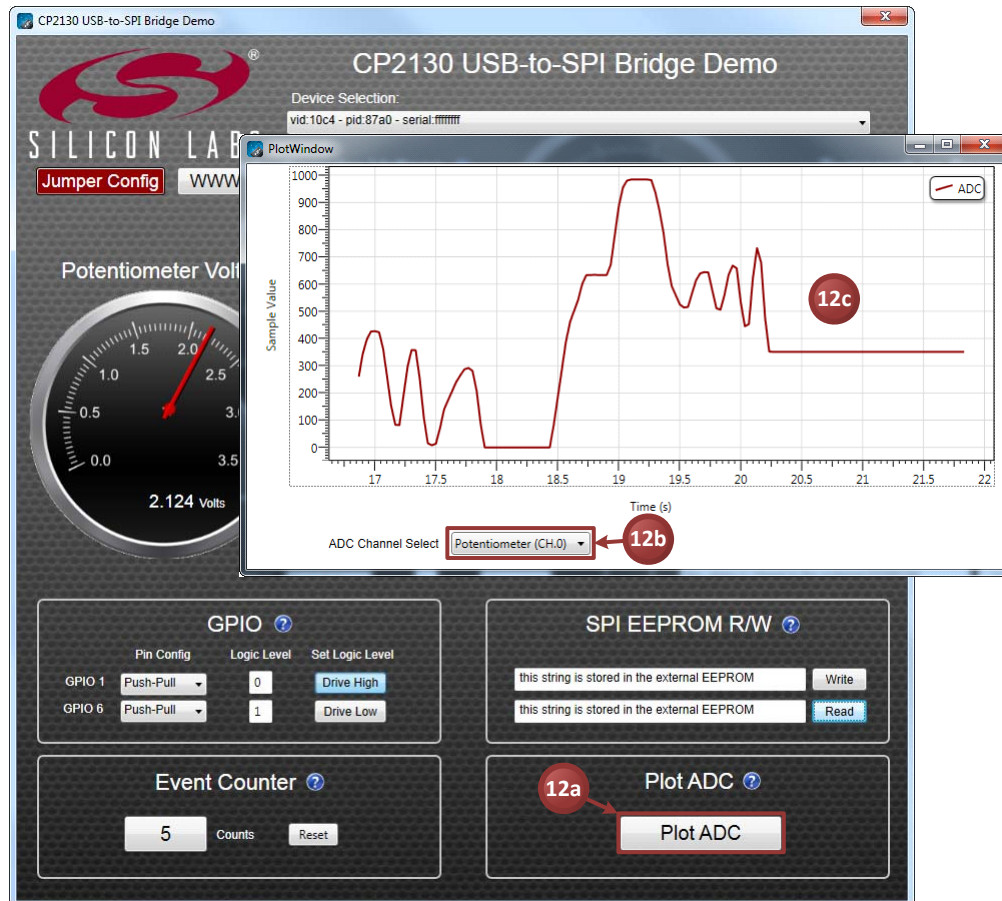 CP2130 USB-to-SPI Bridge Demo
®
CP2130 USB-to-SPI Bridge Demo
Device Selection:
vid:10c4 - pid:87a0 - serial:ffffffff
SILICON LABS
PlotWindow
Jumper Config WWW
Potentiometer Volt
1.5 2.0
1.0 2.5
0.5 3.
0.0 3.5
2.124 Volts
Sample Value
1000
900
800
700
600
500
400
300
200
100
0
ADC
12c
17 17.5 18 18.5 19 19.5 20 20.5 21 21.5 22
Time (s)
ADC Channel Select Potentiometer (CH.0) 12b
GPIO ?
Pin Config Logic Level Set Logic Level
GPIO 1 Push-Pull 0 Drive High
GPIO 6 Push-Pull 1 Drive Low
SPI EEPROM R/W ?
this string is stored in the external EEPROM Write
this string is stored in the external EEPROM Read
Event Counter ?
5 Counts Reset
12a
Plot ADC ?
Plot ADC